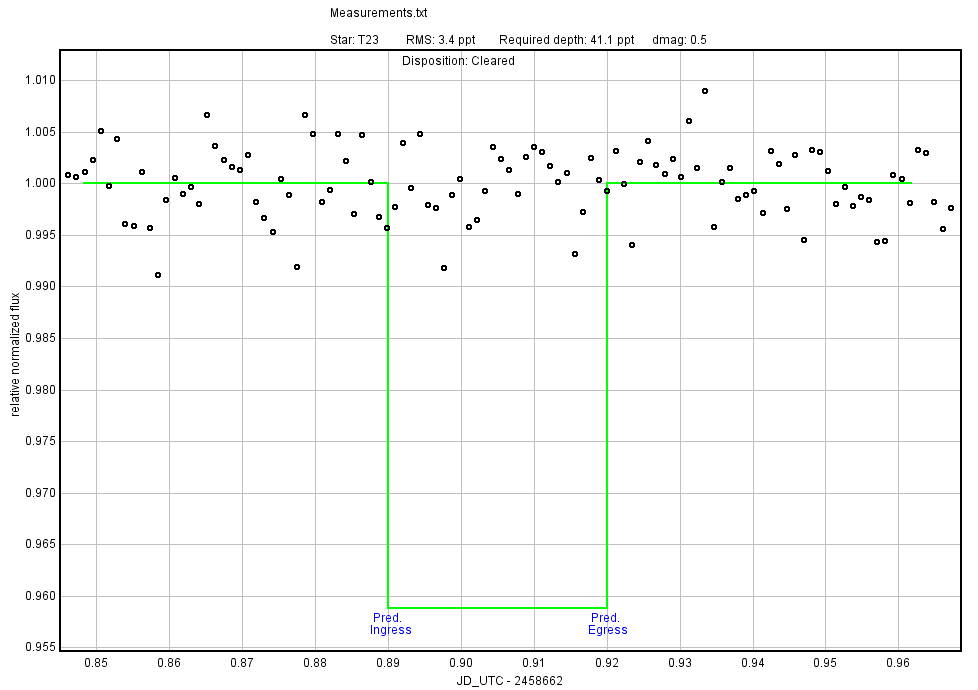 Measurements.txt
Star: T23 RMS: 3.4 ppt Required depth: 41.1 ppt dmag: 0.5
Disposition: Cleared
1.010
1.005
1.000
0.995
0.990
0.985
0.980
0.975
0.970
0.965
0.960
0.955
relative normalized flux
Pred.
Ingress
Pred.
Egress
0.85 0.86 0.87 0.88 0.89 0.90 0.91 0.92 0.93 0.94 0.95 0.96
JD_UTC - 2458662